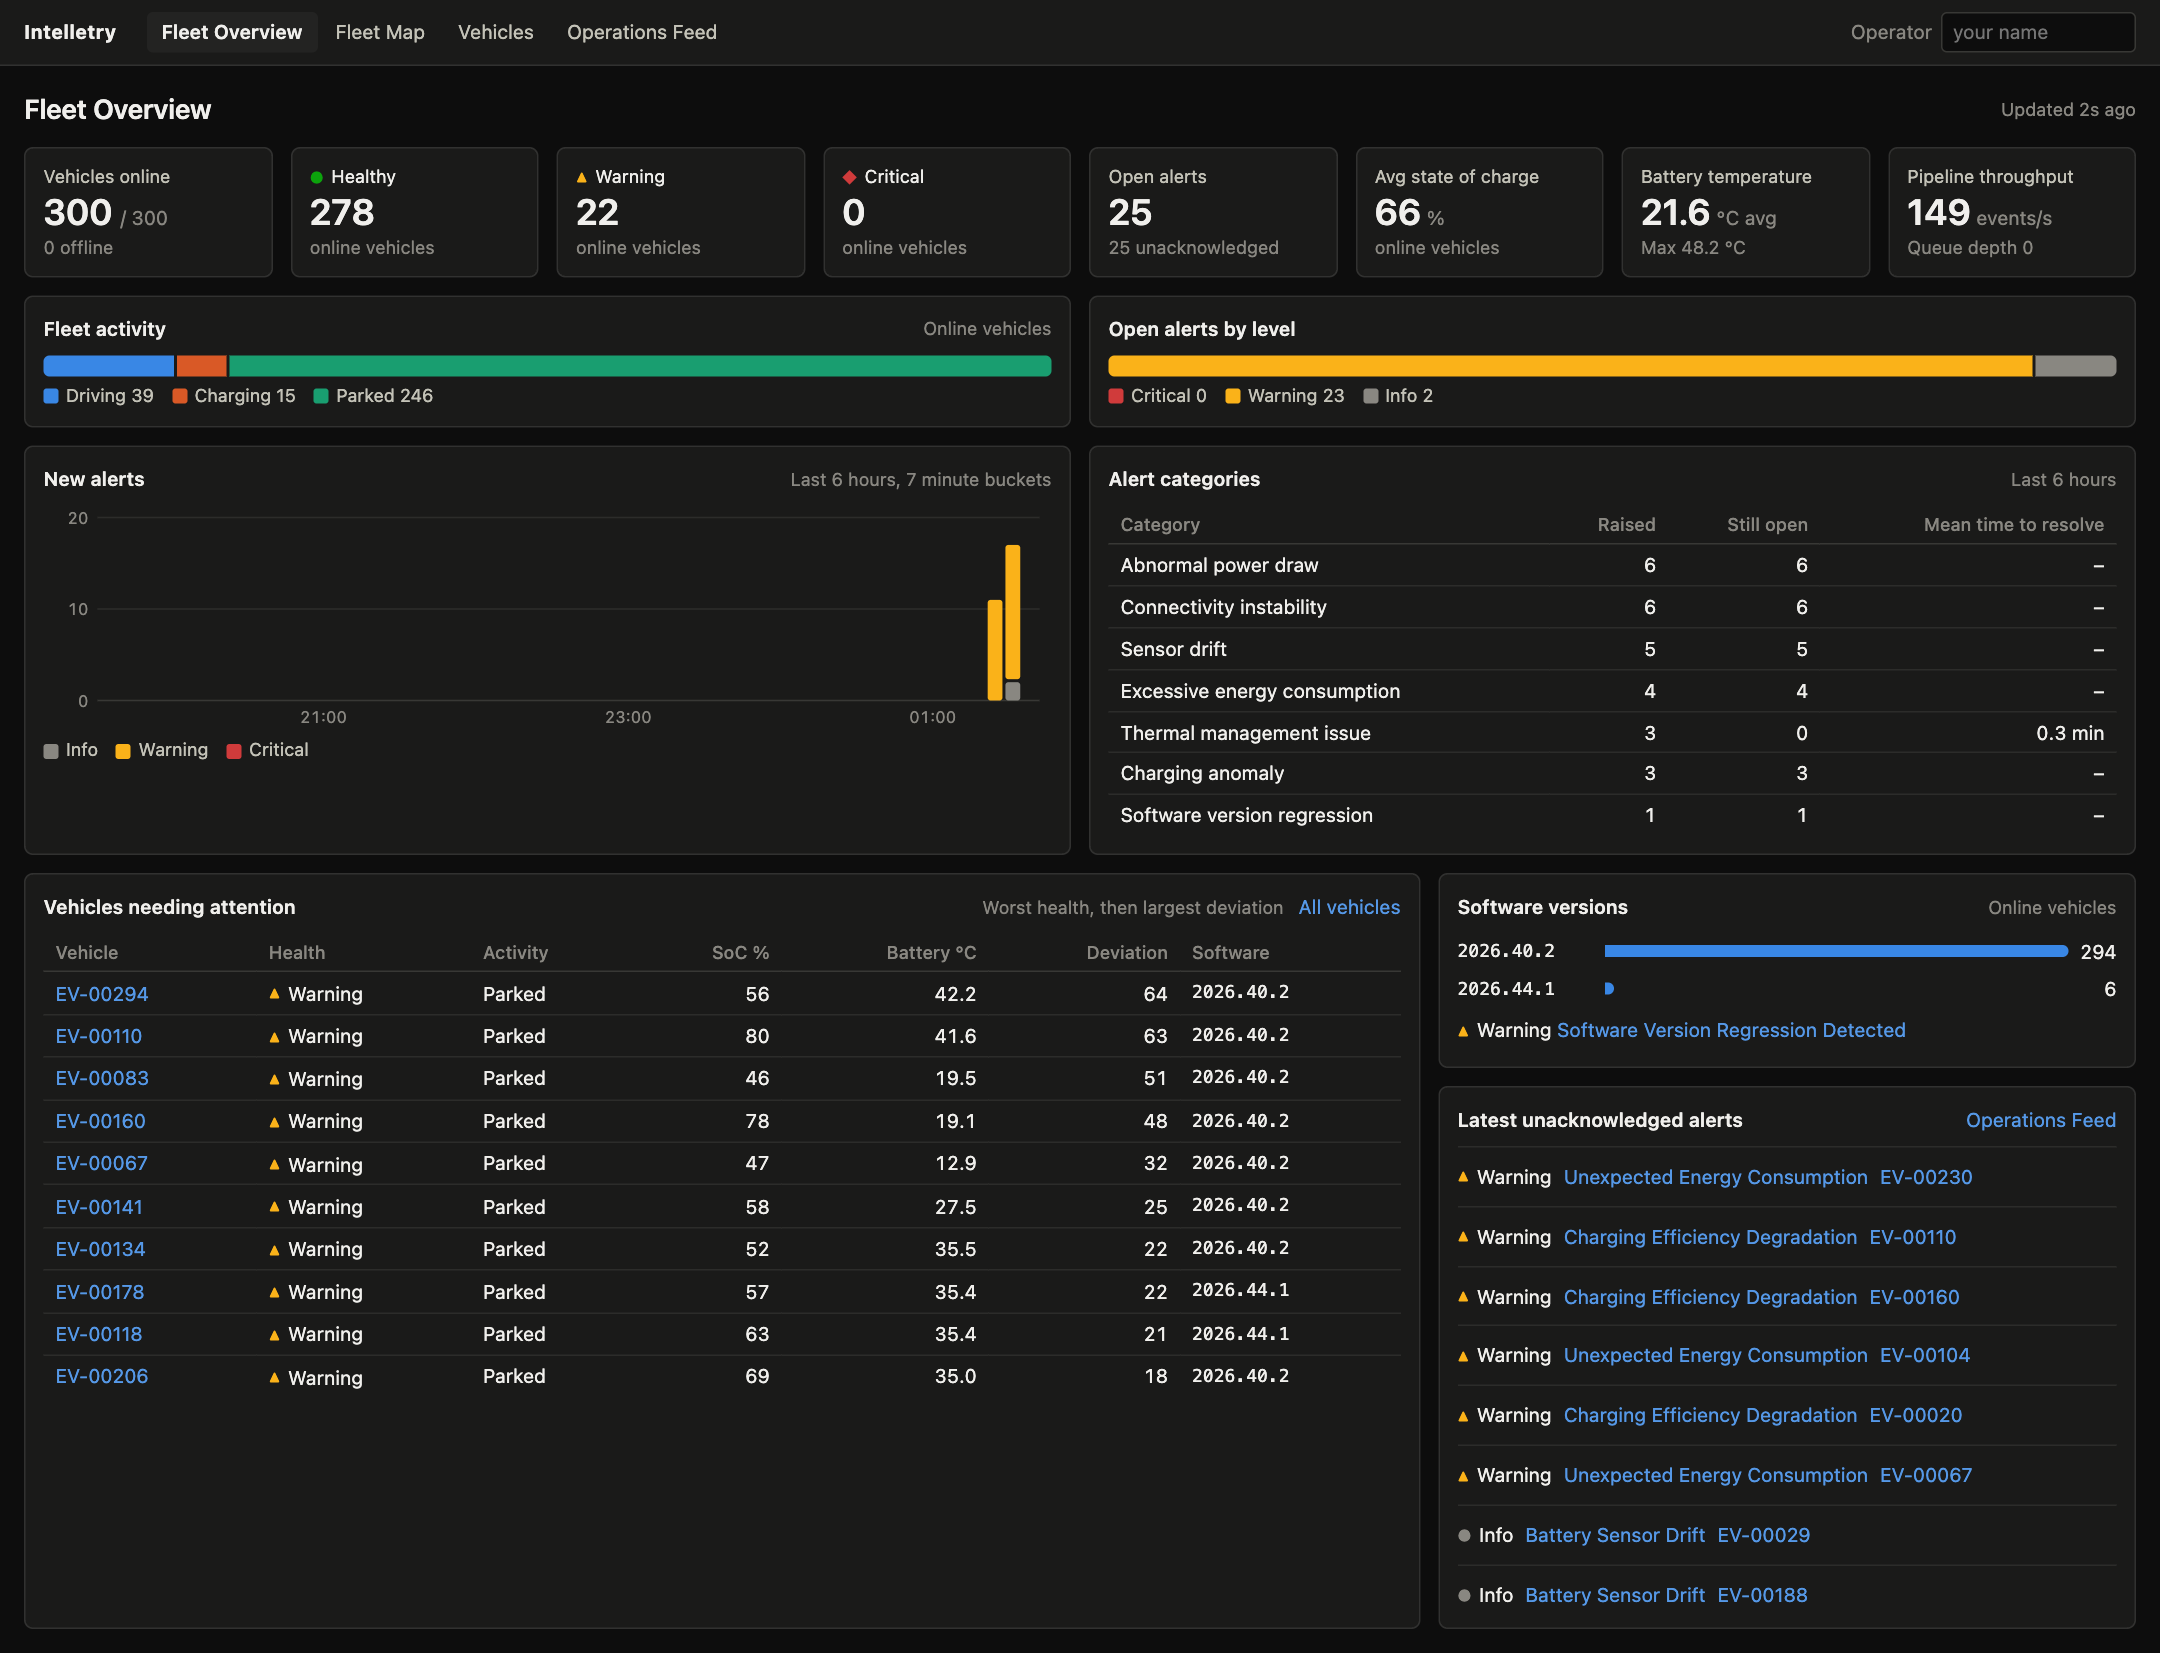 Intelletry Fleet Overview Fleet Map Vehicles Operations Feed Operator your name
Fleet Overview Updated 2s ago
Vehicles online
300 / 300
0 offline
Healthy
278
online vehicles
Warning
22
online vehicles
Critical
0
online vehicles
Open alerts
25
25 unacknowledged
Avg state of charge
66 %
online vehicles
Battery temperature
21.6 °C avg
Max 48.2 °C
Pipeline throughput
149 events/s
Queue depth 0
Fleet activity Online vehicles
Driving 39 Charging 15 Parked 246
Open alerts by level
Critical 0 Warning 23 Info 2
New alerts Last 6 hours, 7 minute buckets
20
10
0
21:00 23:00 01:00
Info Warning Critical
Alert categories Last 6 hours
Category Raised Still open Mean time to resolve
Abnormal power draw 6 6 –
Connectivity instability 6 6 –
Sensor drift 5 5 –
Excessive energy consumption 4 4 –
Thermal management issue 3 0 0.3 min
Charging anomaly 3 3 –
Software version regression 1 1 –
Vehicles needing attention Worst health, then largest deviation All vehicles
Vehicle Health Activity SoC % Battery °C Deviation Software
EV-00294 Warning Parked 56 42.2 64 2026.40.2
EV-00110 Warning Parked 80 41.6 63 2026.40.2
EV-00083 Warning Parked 46 19.5 51 2026.40.2
EV-00160 Warning Parked 78 19.1 48 2026.40.2
EV-00067 Warning Parked 47 12.9 32 2026.40.2
EV-00141 Warning Parked 58 27.5 25 2026.40.2
EV-00134 Warning Parked 52 35.5 22 2026.40.2
EV-00178 Warning Parked 57 35.4 22 2026.44.1
EV-00118 Warning Parked 63 35.4 21 2026.44.1
EV-00206 Warning Parked 69 35.0 18 2026.40.2
Software versions Online vehicles
2026.40.2 294
2026.44.1 6
Warning Software Version Regression Detected
Latest unacknowledged alerts Operations Feed
Warning Unexpected Energy Consumption EV-00230
Warning Charging Efficiency Degradation EV-00110
Warning Charging Efficiency Degradation EV-00160
Warning Unexpected Energy Consumption EV-00104
Warning Charging Efficiency Degradation EV-00020
Warning Unexpected Energy Consumption EV-00067
Info Battery Sensor Drift EV-00029
Info Battery Sensor Drift EV-00188